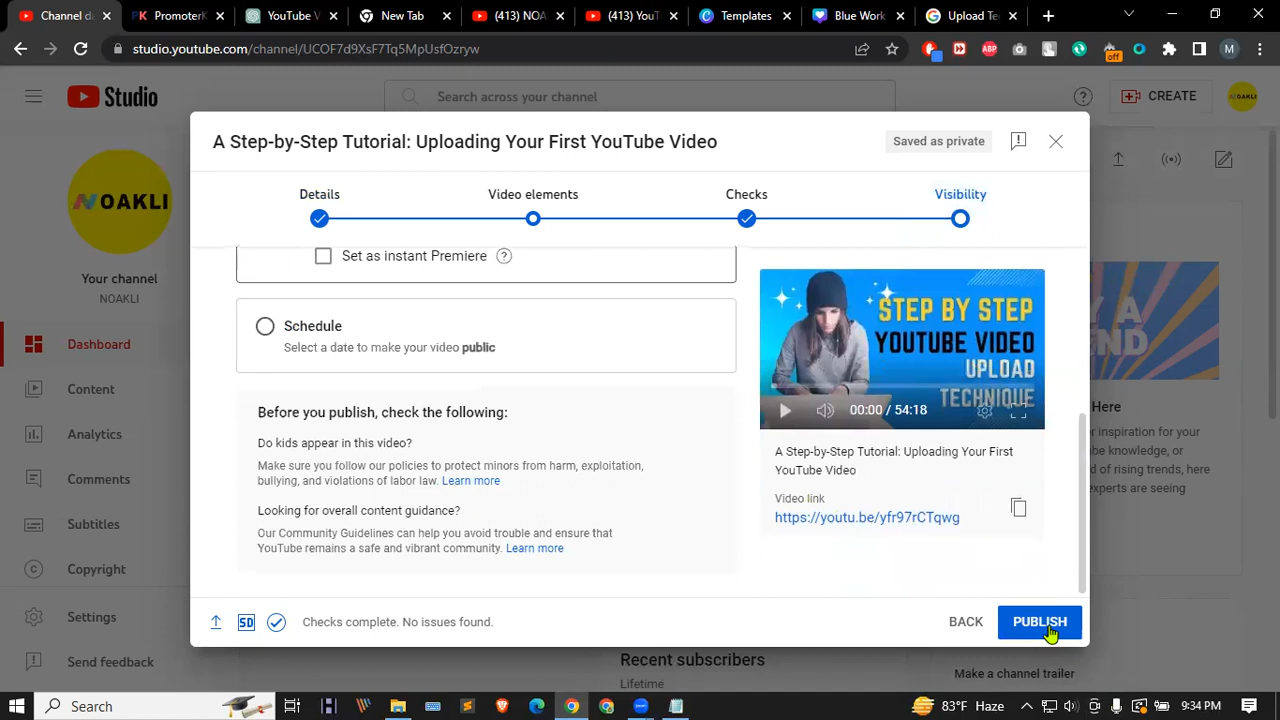 Channel da
PK PromoterK
YouTube V
New Tab
(413) NOA
(413) YouT
Templates
Blue Work
Upload Te
studio.youtube.com/channel/UCOF7d9XsF7Tq5MpUsfOzryw
ABP
off
M
Studio
Search across your channel
CREATE
NOAKLI
A Step-by-Step Tutorial: Uploading Your First YouTube Video
Saved as private
Details
Video elements
Checks
Visibility
NOAKLI
Your channel
NOAKLI
Dashboard
Content
Analytics
Comments
Subtitles
Copyright
Settings
Send feedback
Set as instant Premiere
Schedule
Select a date to make your video public
Before you publish, check the following:
Do kids appear in this video?
Make sure you follow our policies to protect minors from harm, exploitation,
bullying, and violations of labor law. Learn more
Looking for overall content guidance?
Our Community Guidelines can help you avoid trouble and ensure that
YouTube remains a safe and vibrant community. Learn more
STEP BY STEP
YOUTUBE VIDEO
UPLOAD
TECHNIQUE
00:00 / 54:18
A Step-by-Step Tutorial: Uploading Your First
YouTube Video
Video link
https://youtu.be/yfr97rCTqwg
Y A
END
Here
er inspiration for your
be knowledge, or
d of rising trends, here
xperts are seeing
SD
Checks complete. No issues found.
BACK
PUBLISH
Recent subscribers
Lifetime
Make a channel trailer
Search
83°F Haze
9:34 PM